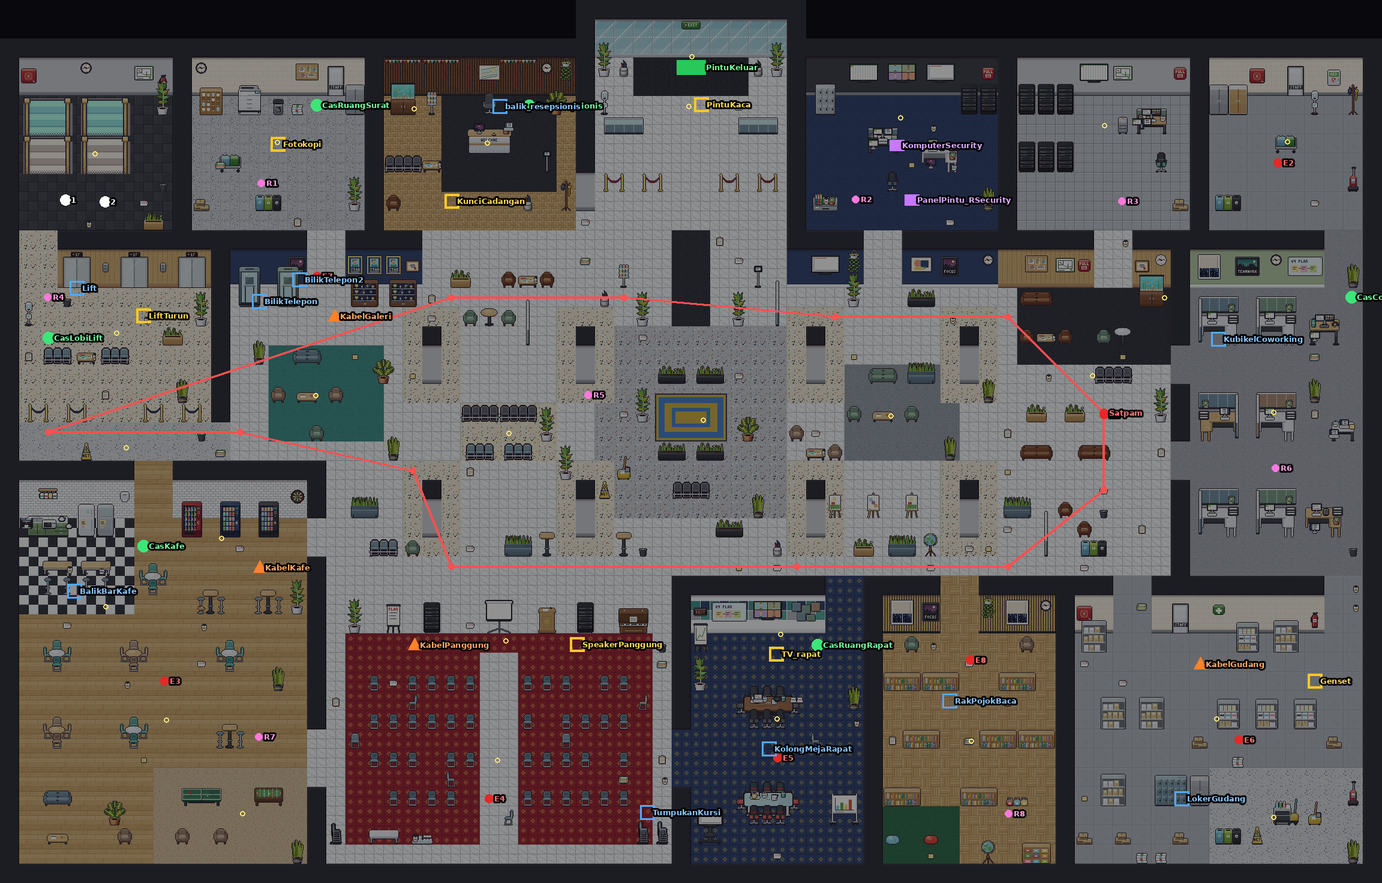 EXIT
PintuKeluar
CasRuangSurat
balik_resepsionis
PintuKaca
Fotokopi
KomputerSecurity
E2
R1
1
2
KunciCadangan
R2
PanelPintu_RSecurity
R3
BilikTelepon2
Lift
R4
BilikTelepon
LiftTurun
KabelGaleri
CasLobiLift
KubikelCoworking
R5
Satpam
R6
CasKafe
KabelKafe
BalikBarKafe
KabelPanggung
SpeakerPanggung
TV_rapat
CasRuangRapat
E8
KabelGudang
Genset
E3
RakPojokBaca
R7
KolongMejaRapat
E5
E6
E4
TumpukanKursi
LokerGudang
R8